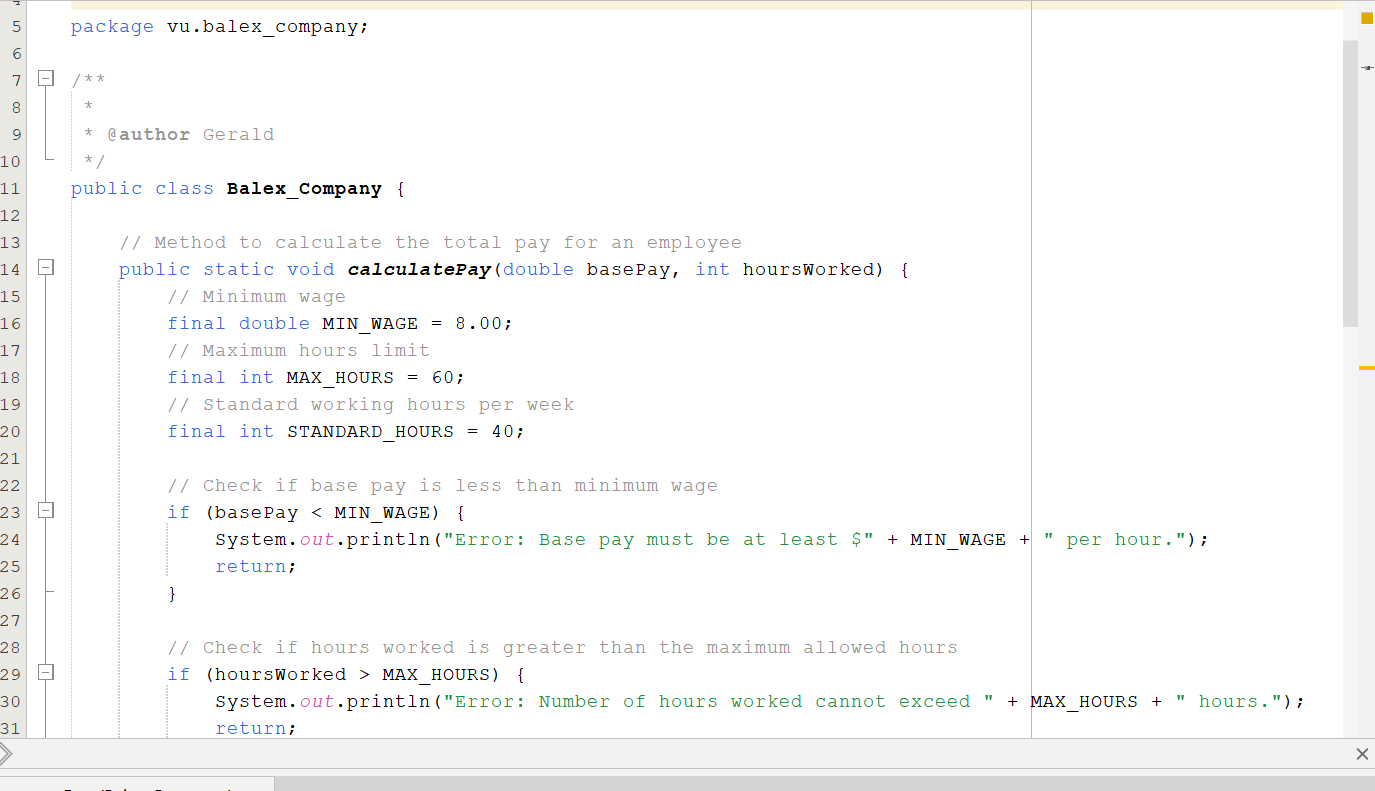 5 package vu.balex_company;
6
7 /**
8 *
9 * @author Gerald
10 */
11 public class Balex_Company {
12
13 // Method to calculate the total pay for an employee
14 public static void calculatePay(double basePay, int hoursWorked) {
15 // Minimum wage
16 final double MIN_WAGE = 8.00;
17 // Maximum hours limit
18 final int MAX_HOURS = 60;
19 // Standard working hours per week
20 final int STANDARD_HOURS = 40;
21
22 // Check if base pay is less than minimum wage
23 if (basePay < MIN_WAGE) {
24 System.out.println("Error: Base pay must be at least $" + MIN_WAGE + " per hour.");
25 return;
26 }
27
28 // Check if hours worked is greater than the maximum allowed hours
29 if (hoursWorked > MAX_HOURS) {
30 System.out.println("Error: Number of hours worked cannot exceed " + MAX_HOURS + " hours.");
31 return;